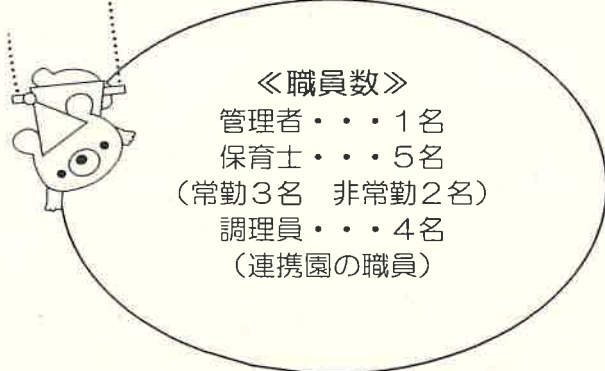 ≪職員数≫
管理者・・・１名
保育士・・・５名
（常勤３名　非常勤２名）
調理員・・・４名
（連携園の職員）